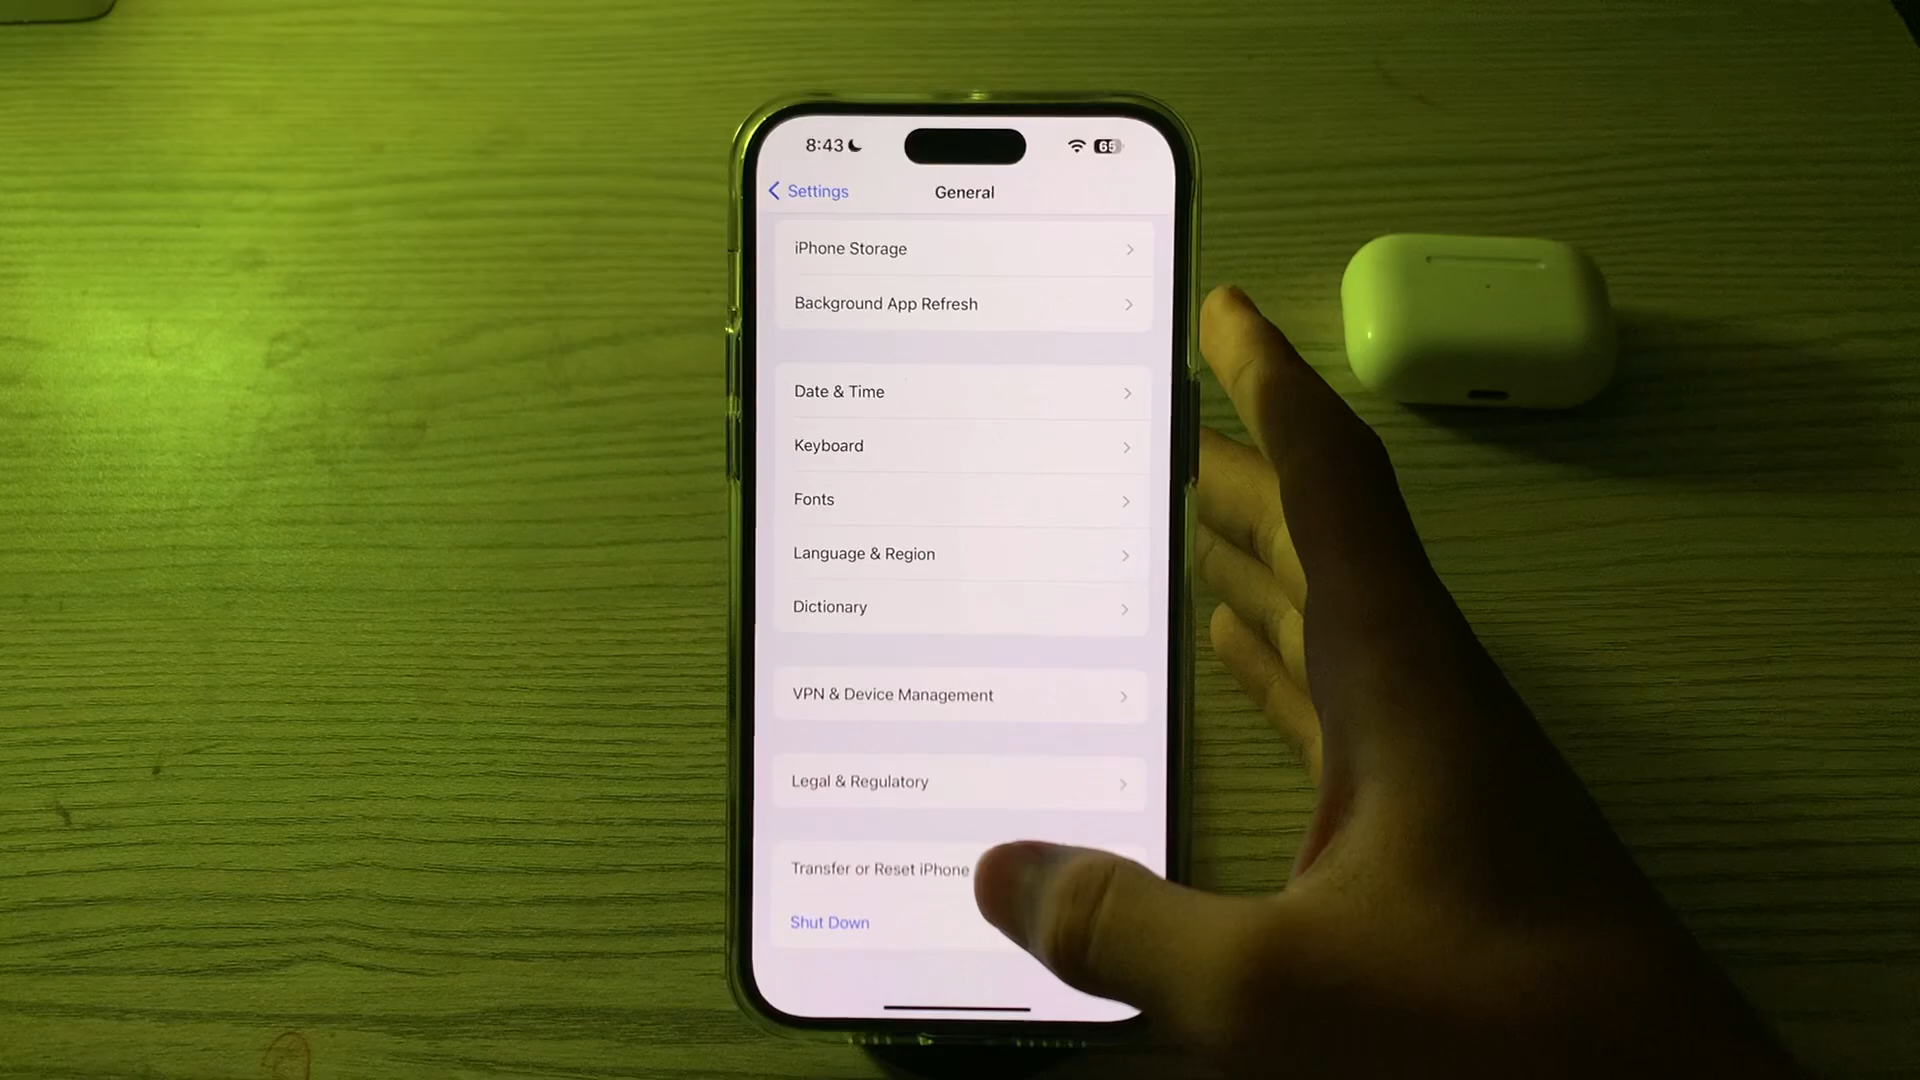 8:43
65
Settings
General
iPhone Storage
Background App Refresh
Date & Time
Keyboard
Fonts
Language & Region
Dictionary
VPN & Device Management
Legal & Regulatory
Transfer or Reset iPhone
Shut Down